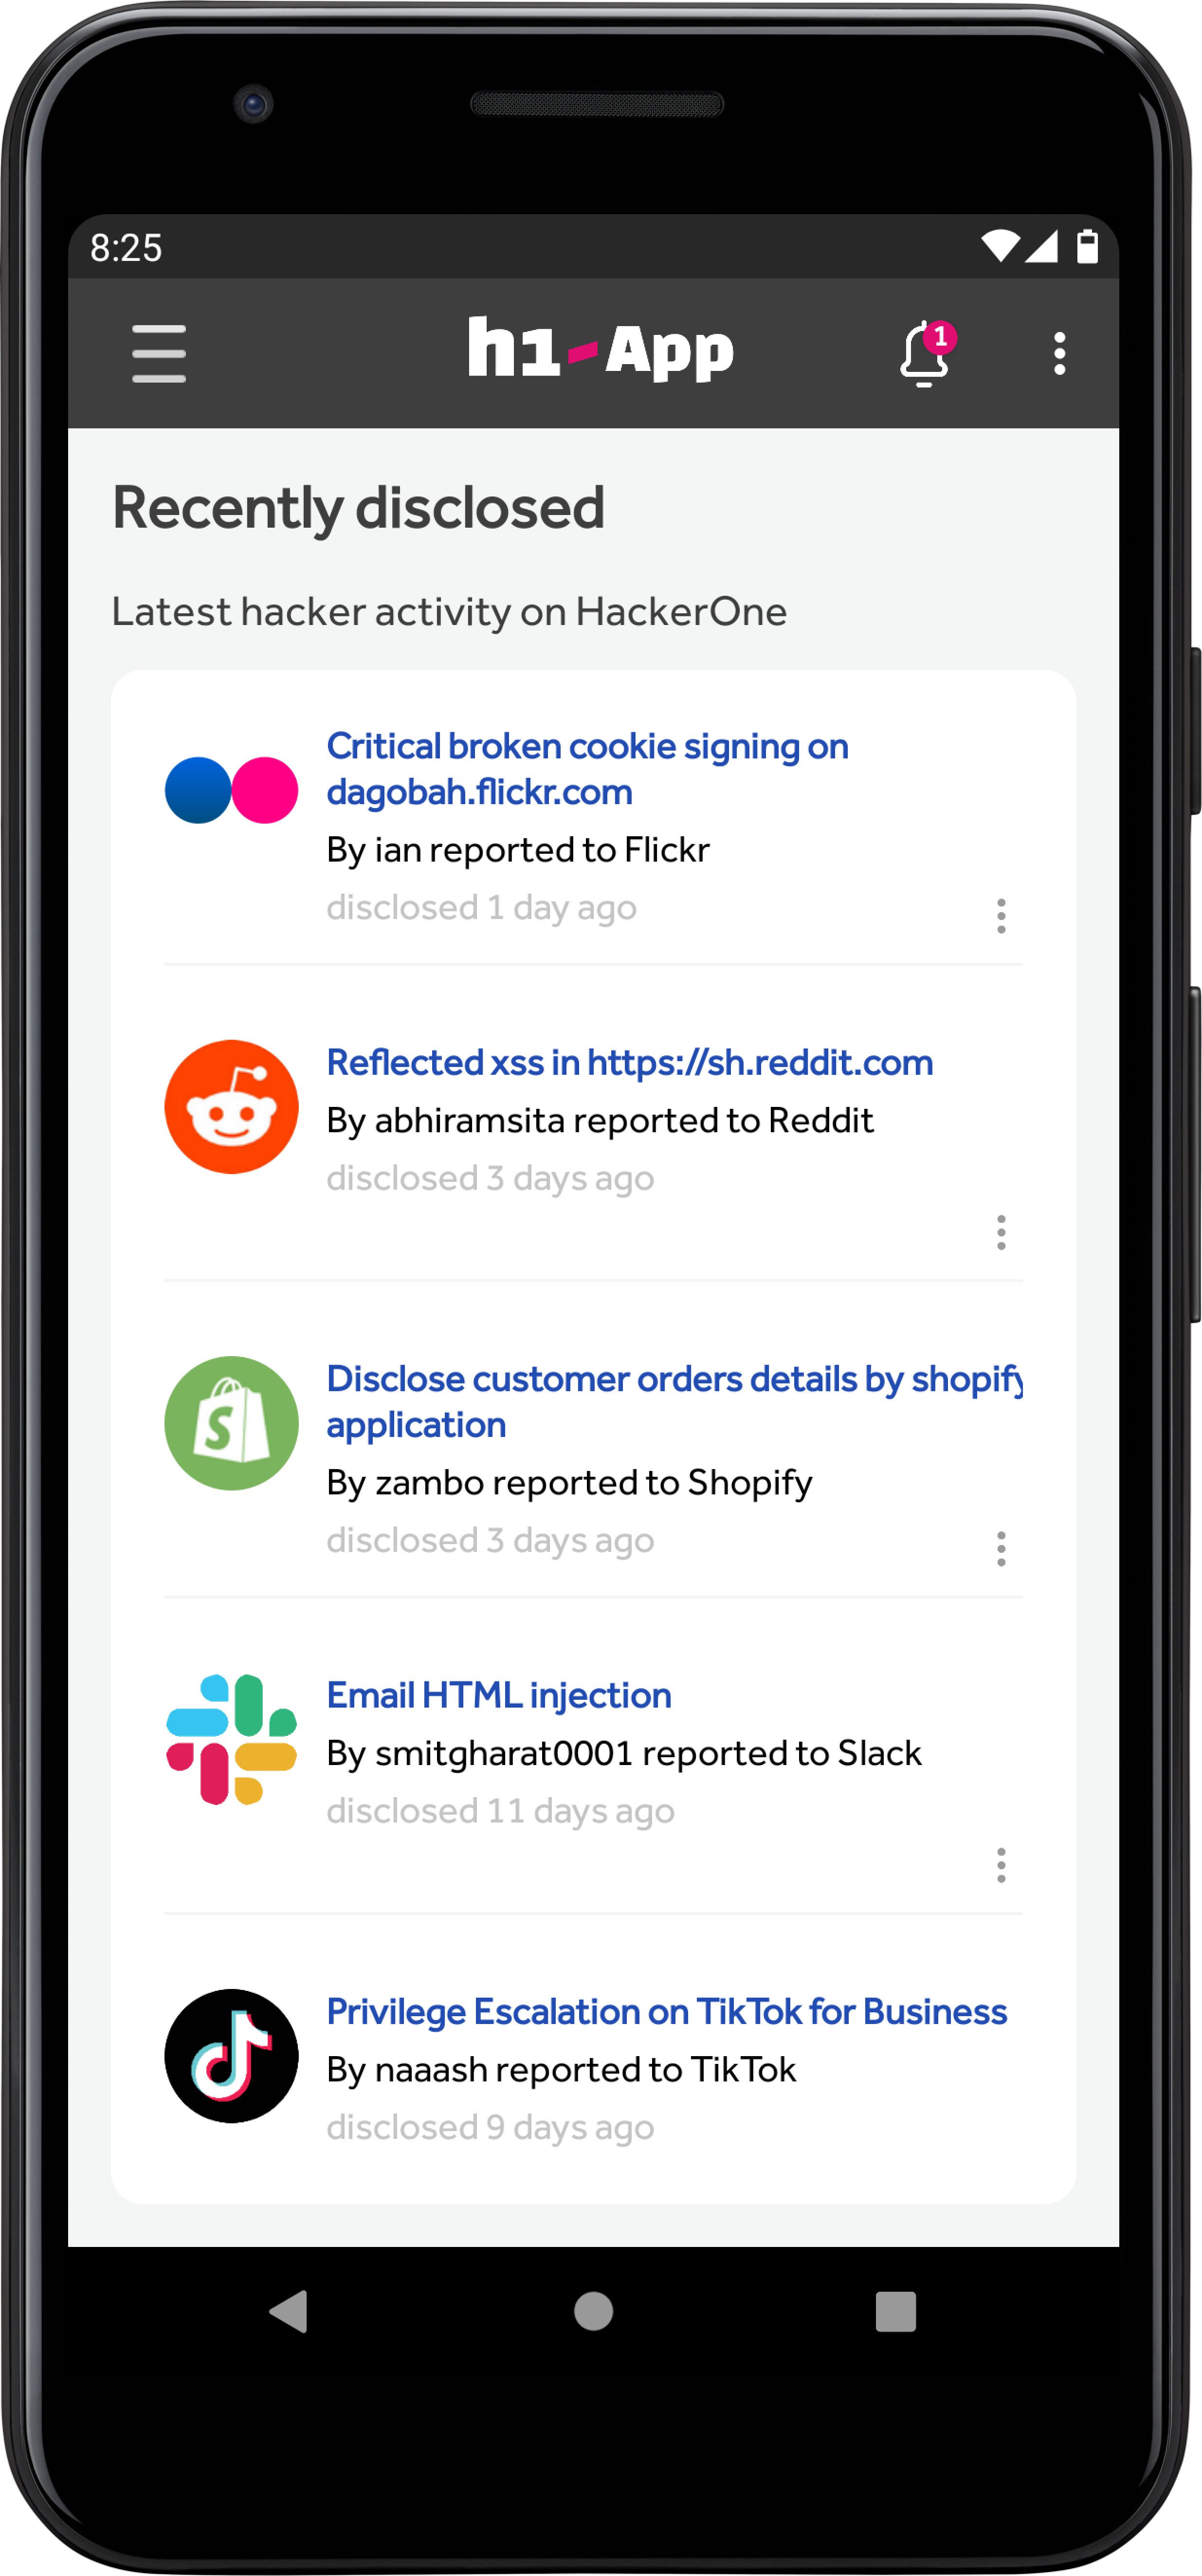 8:25
h1-App
1
Recently disclosed
Latest hacker activity on HackerOne
Critical broken cookie signing on
dagobah.flickr.com
By ian reported to Flickr
disclosed 1 day ago
Reflected xss in https://sh.reddit.com
By abhiramsita reported to Reddit
disclosed 3 days ago
Disclose customer orders details by shopify
application
By zambo reported to Shopify
disclosed 3 days ago
Email HTML injection
By smitgharat0001 reported to Slack
disclosed 11 days ago
Privilege Escalation on TikTok for Business
By naaash reported to TikTok
disclosed 9 days ago